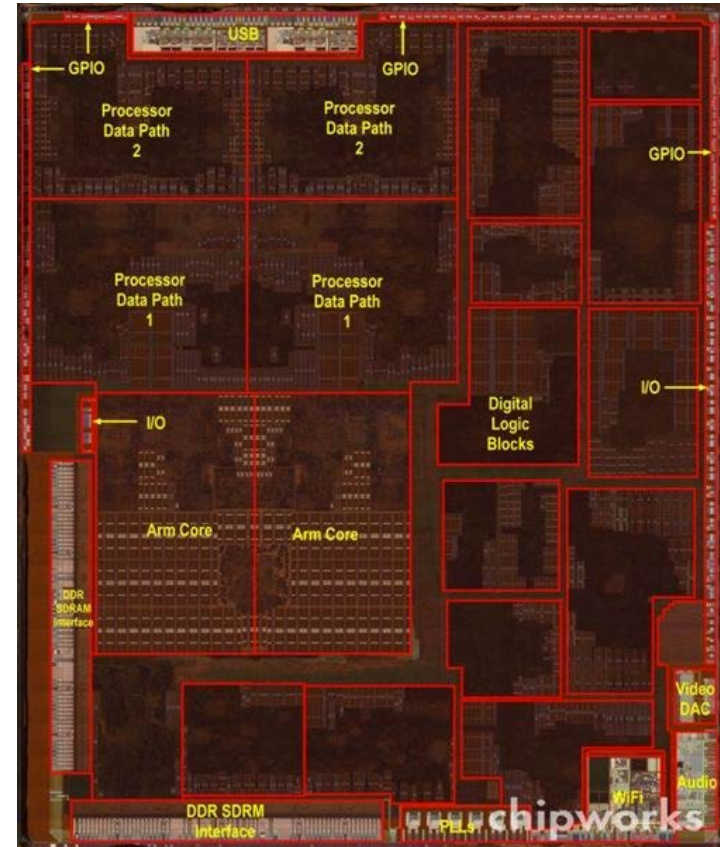 USB
GPIO
GPIO
Processor
Data Path
2
Processor
Data Path
2
GPIO
Processor
Data Path
1
Processor
Data Path
1
I/O
I/O
Digital
Logic
Blocks
Arm Core
Arm Core
DDR
SDRAM
Interface
Video
DAC
DDR SDRM
Interface
PLLs
WiFi
Audio
chipworks